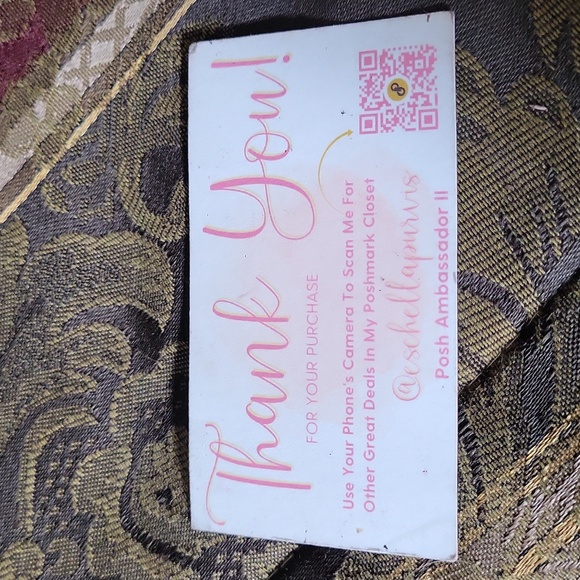 Thank You!
FOR YOUR PURCHASE
Use Your Phone's Camera To Scan Me For
Other Great Deals In My Poshmark Closet
@eschellapurvis
Posh Ambassador II